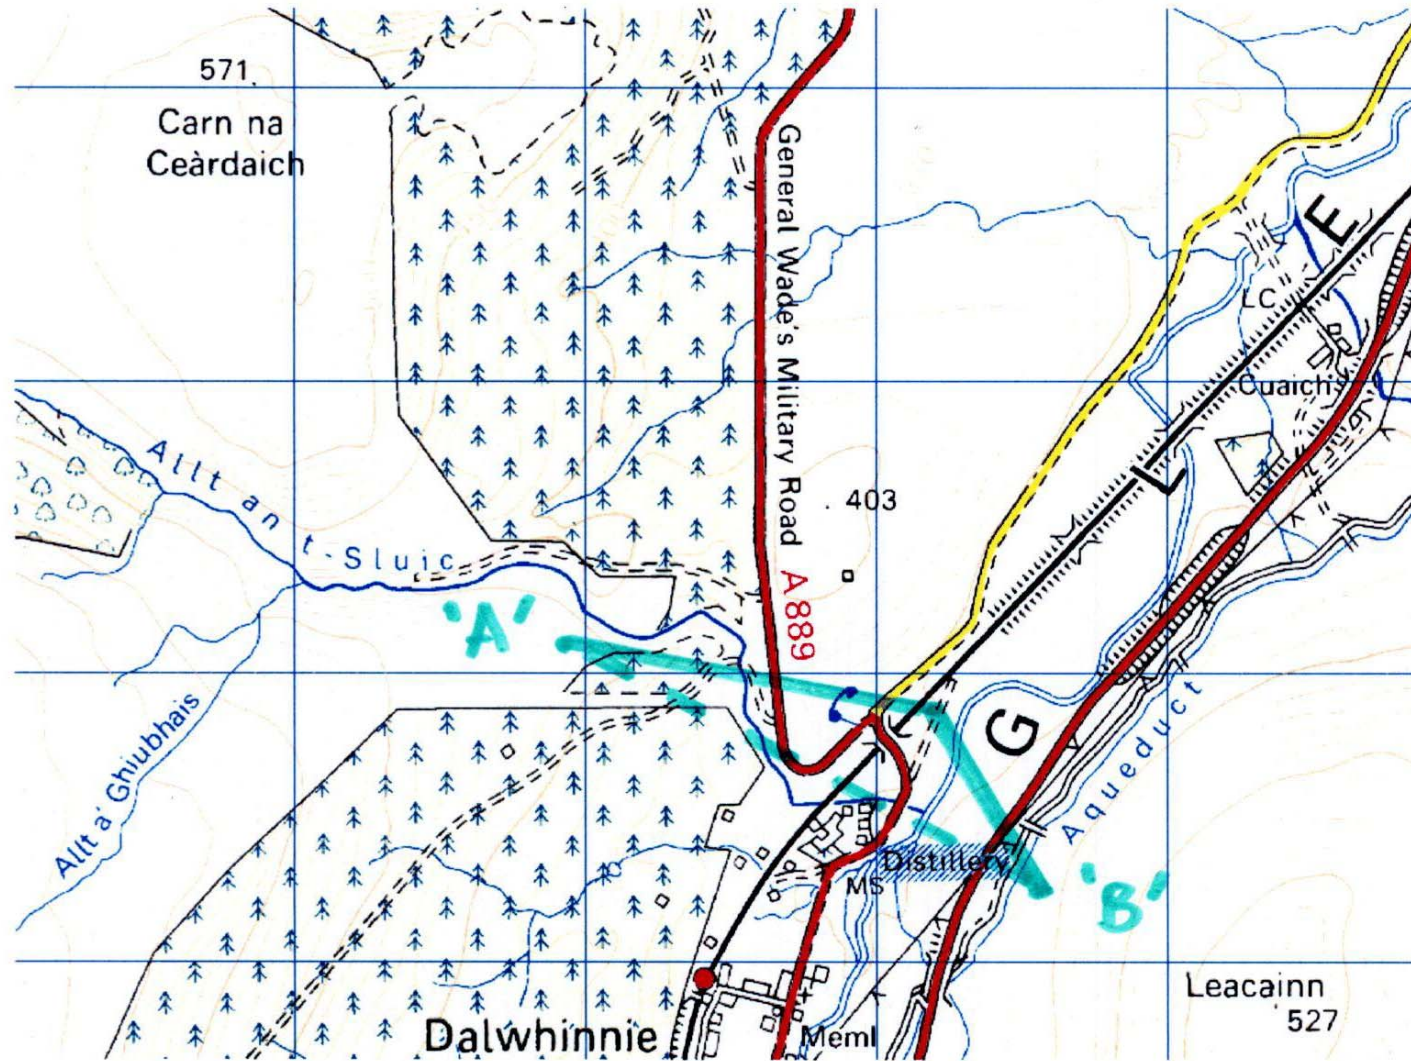 571
Carn na
Ceàrdaich
General Wade's Military Road
E
LC
Cuaich
L
Allt an t-Sluic
403
A889
'A'
Allt a' Ghiubhais
G
Aqueduct
Distillery
MS
'B'
Leacainn
527
Dalwhinnie
Meml